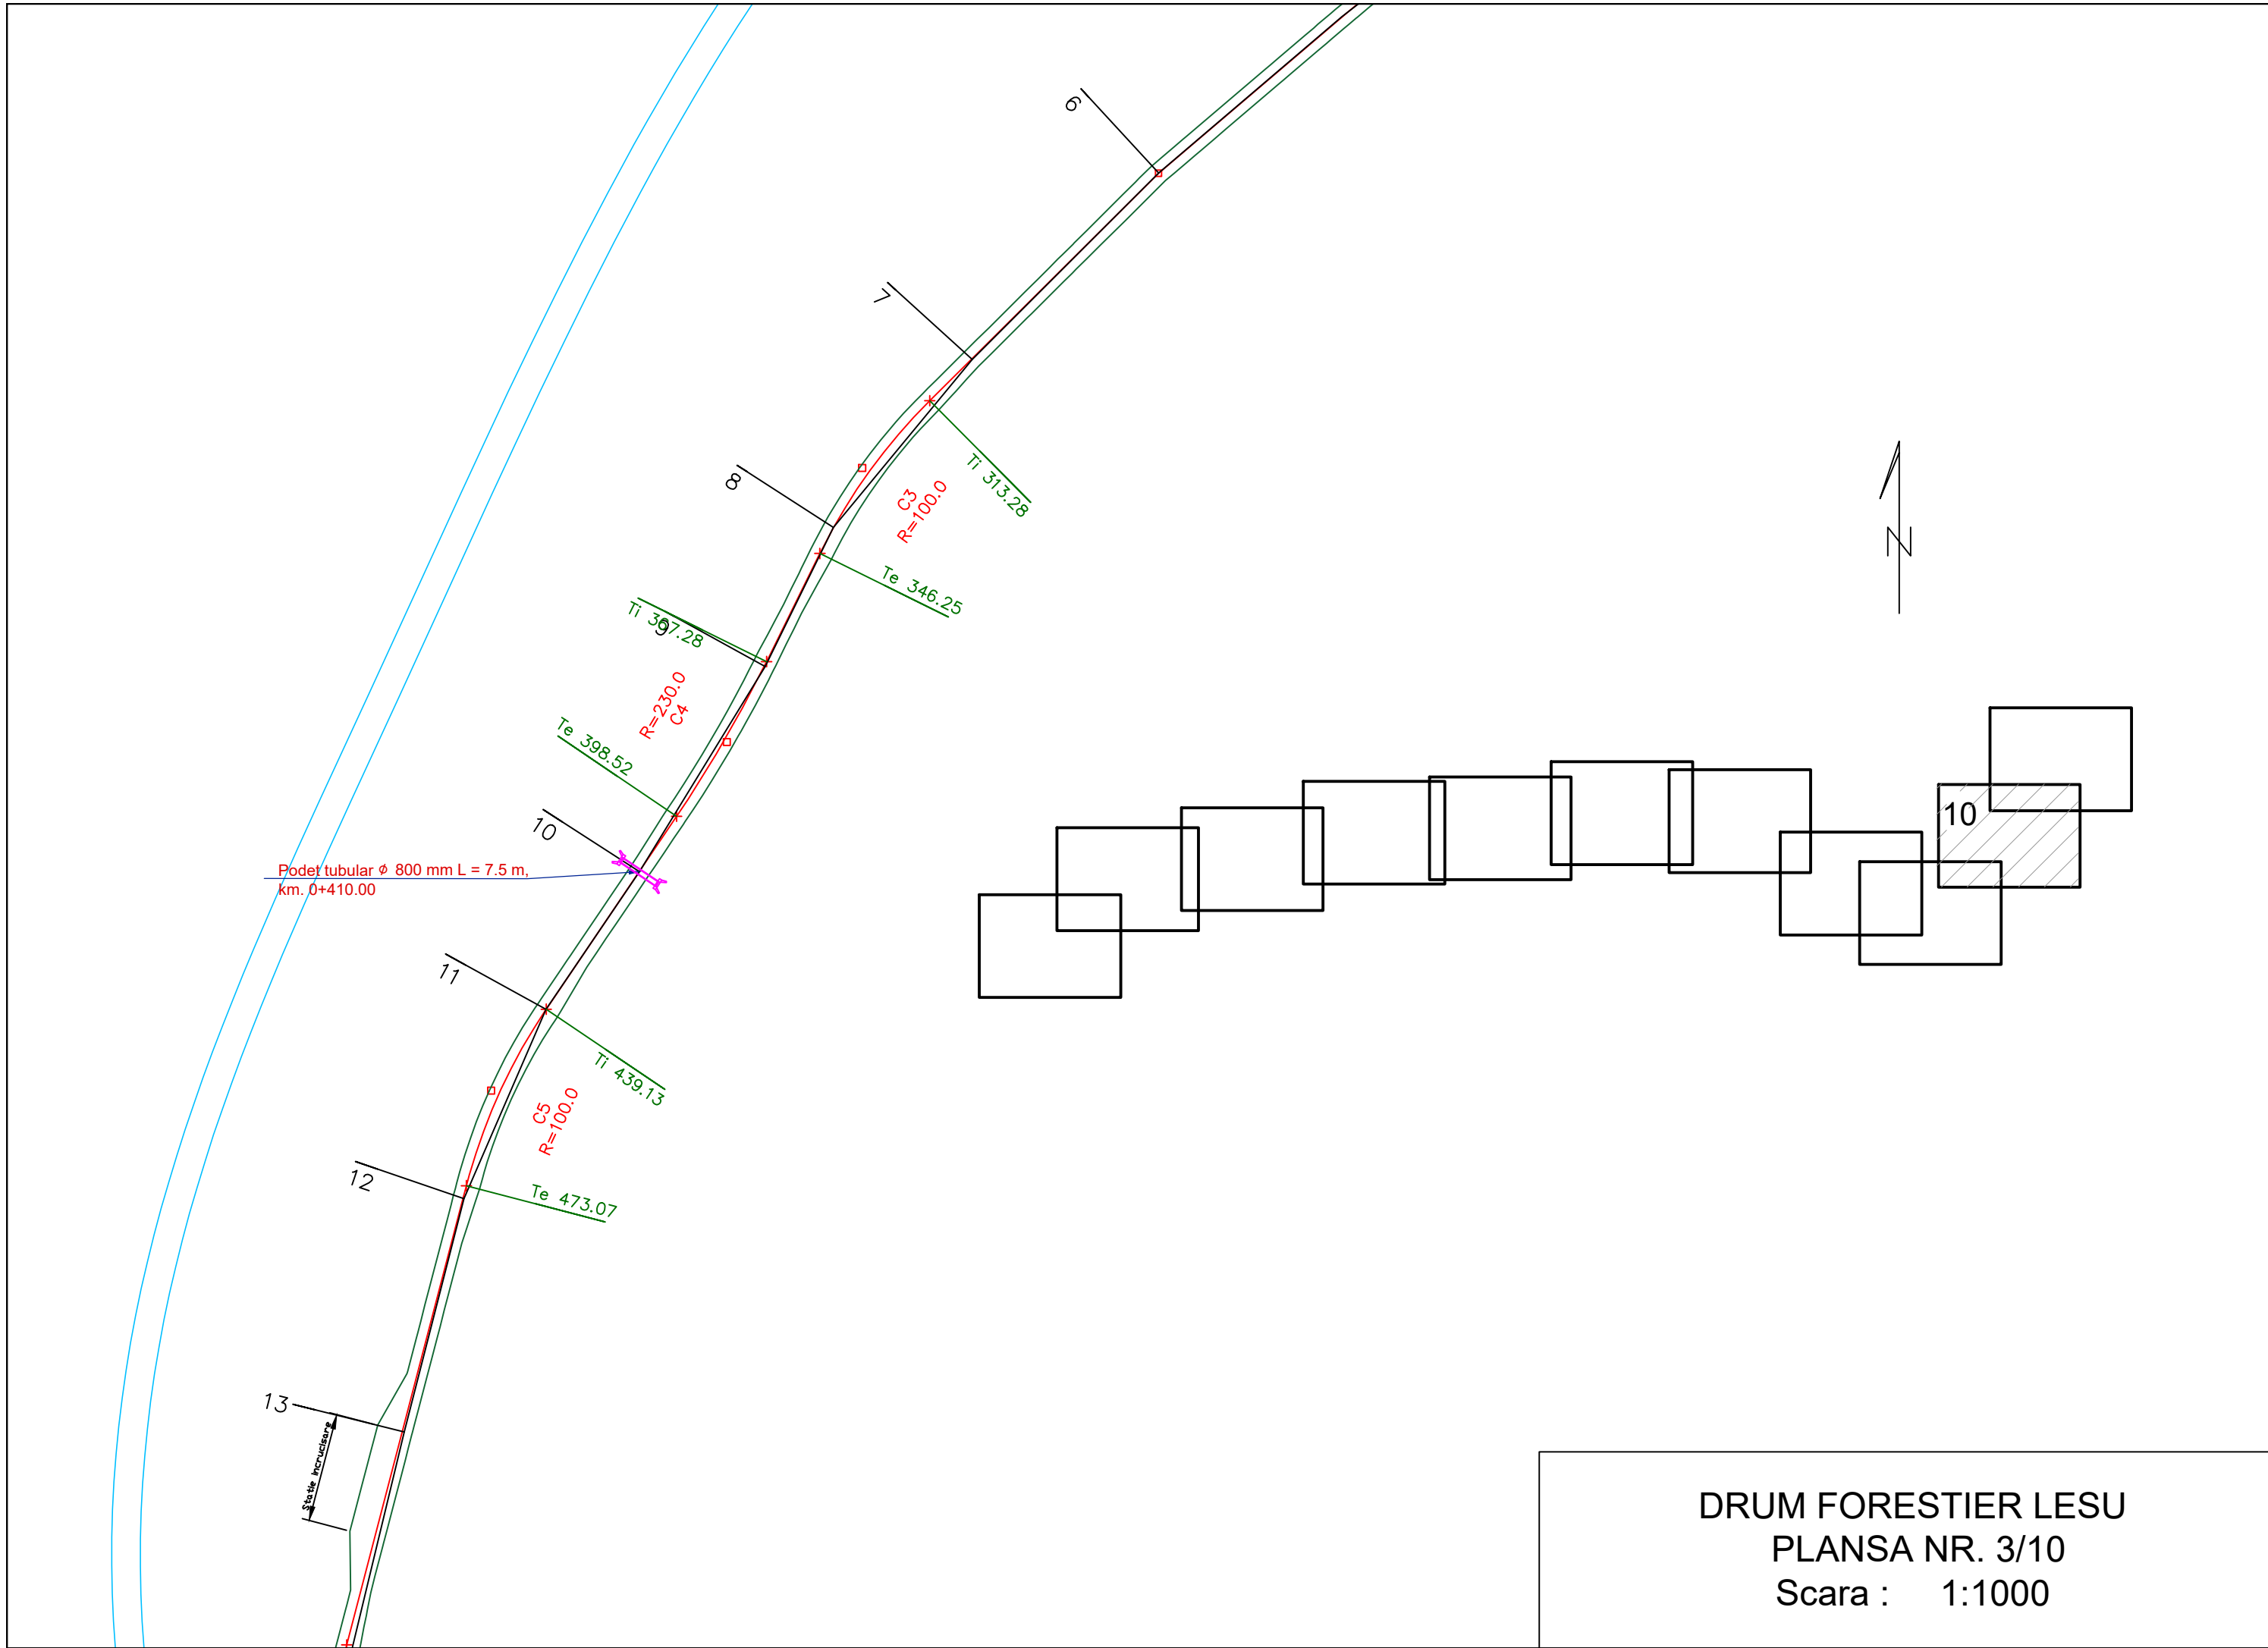 6
7
Ti 313.28
8
C3
R=100.0
Te 346.25
Ti 367.28
9
R=230.0
C4
Te 398.52
10
10
Podet tubular ϕ 800 mm L = 7.5 m,
km. 0+410.00
11
Ti 439.13
C5
R=100.0
12
Te 473.07
13
Statie Incrucisare
N
DRUM FORESTIER LESU
PLANSA NR. 3/10
Scara : 1:1000